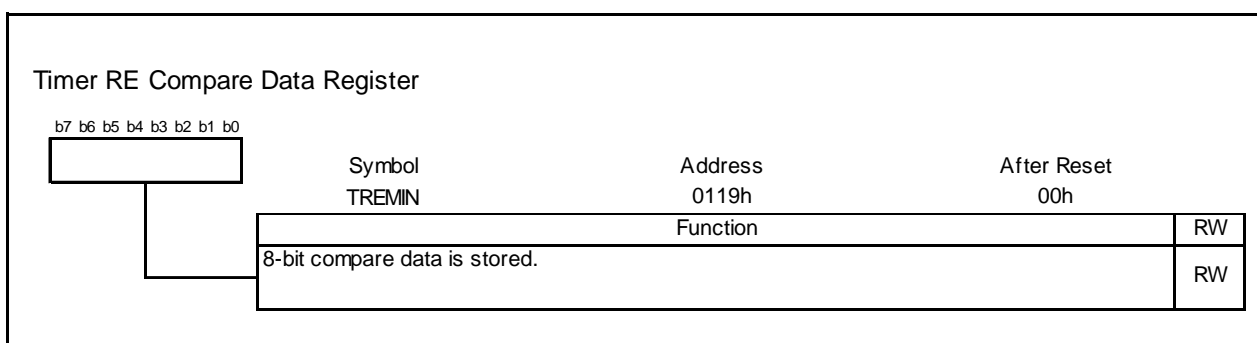 Timer RE Compare Data Register
b7 b6 b5 b4 b3 b2 b1 b0
Symbol Address After Reset
TREMIN 0119h 00h
Function RW
8-bit compare data is stored. RW